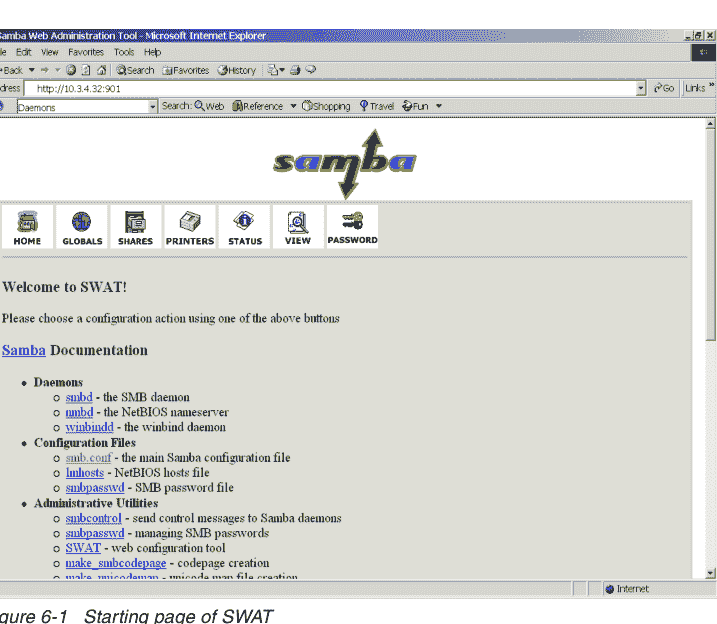 Samba Web Administration Tool - Microsoft Internet Explorer
Edit View Favorites Tools Help
Back Search Favorites History
http://10.3.4.32:901 Go Links »
Daemons Search: Web Reference Shopping Travel Fun
samba
HOME GLOBALS SHARES PRINTERS STATUS VIEW PASSWORD
Welcome to SWAT!
Please choose a configuration action using one of the above buttons
Samba Documentation
Daemons
smbd - the SMB daemon
nmbd - the NetBIOS nameserver
winbindd - the winbind daemon
Configuration Files
smb.conf - the main Samba configuration file
lmhosts - NetBIOS hosts file
smbpasswd - SMB password file
Administrative Utilities
smbcontrol - send control messages to Samba daemons
smbpasswd - managing SMB passwords
SWAT - web configuration tool
make_smbcodepage - codepage creation
make_unicodemap - unicode map file creation
Internet
gure 6-1 Starting page of SWAT